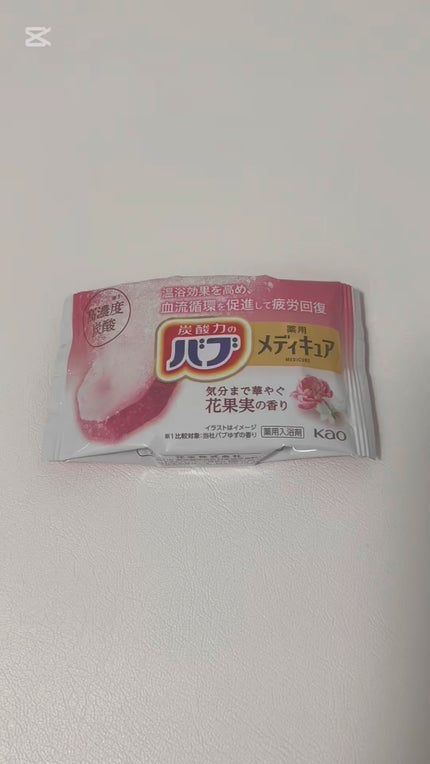 ※1
高濃度
炭酸
温浴効果を高め、
血流循環を促進して疲労回復
炭酸力の
バブ
薬用
メディキュア
MEDICURE
気分まで華やぐ
花果実の香り
イラストはイメージ
※1比較対象:当社バブゆずの香り
薬用入浴剤
Kao